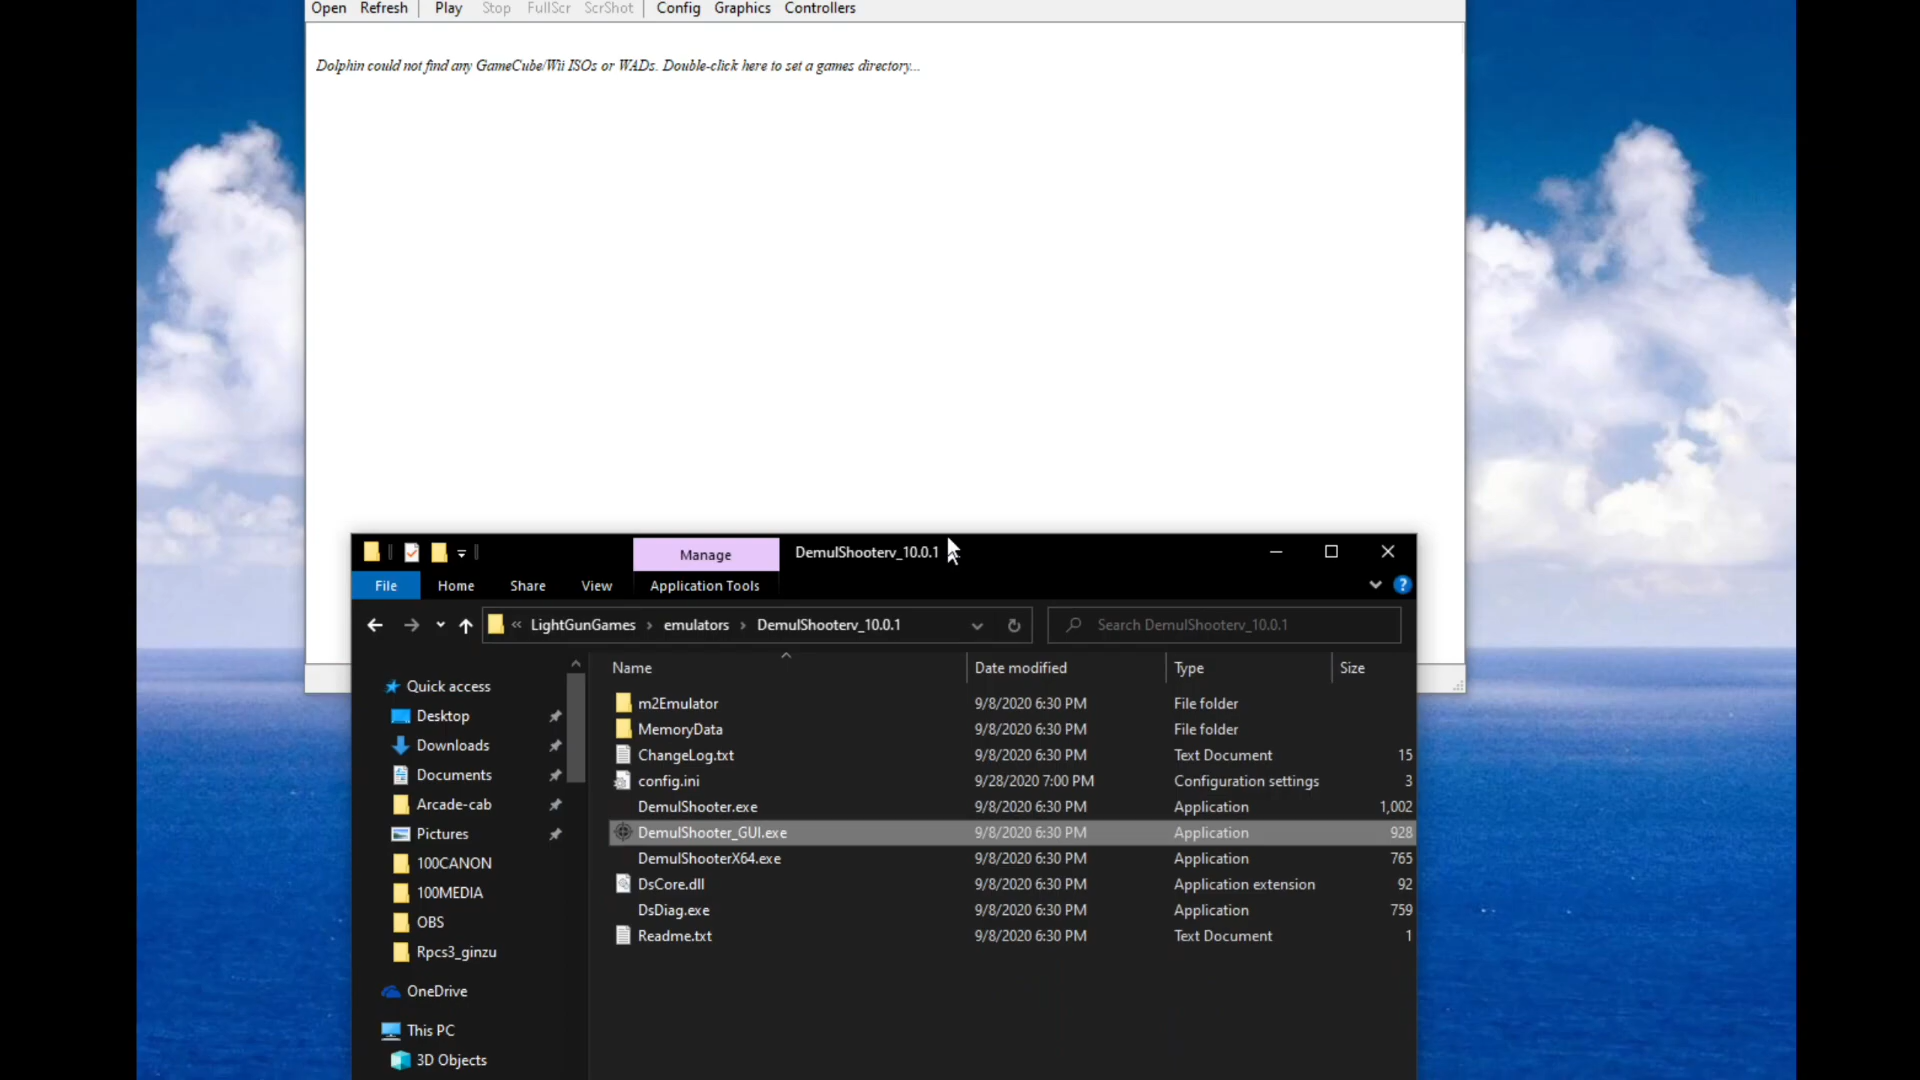 Open Refresh Play Stop FullScr ScrShot Config Graphics Controllers
Dolphin could not find any GameCube/Wii ISOs or WADs. Double-click here to set a games directory...
Manage DemulShooterv_10.0.1
File Home Share View Application Tools
« LightGunGames › emulators › DemulShooterv_10.0.1 Search DemulShooterv_10.0.1
Name Date modified Type Size
Quick access
Desktop
Downloads
Documents
Arcade-cab
Pictures
100CANON
100MEDIA
OBS
Rpcs3_ginzu
OneDrive
This PC
3D Objects
m2Emulator 9/8/2020 6:30 PM File folder
MemoryData 9/8/2020 6:30 PM File folder
ChangeLog.txt 9/8/2020 6:30 PM Text Document 15
config.ini 9/28/2020 7:00 PM Configuration settings 3
DemulShooter.exe 9/8/2020 6:30 PM Application 1,002
DemulShooter_GUI.exe 9/8/2020 6:30 PM Application 928
DemulShooterX64.exe 9/8/2020 6:30 PM Application 765
DsCore.dll 9/8/2020 6:30 PM Application extension 92
DsDiag.exe 9/8/2020 6:30 PM Application 759
Readme.txt 9/8/2020 6:30 PM Text Document 1